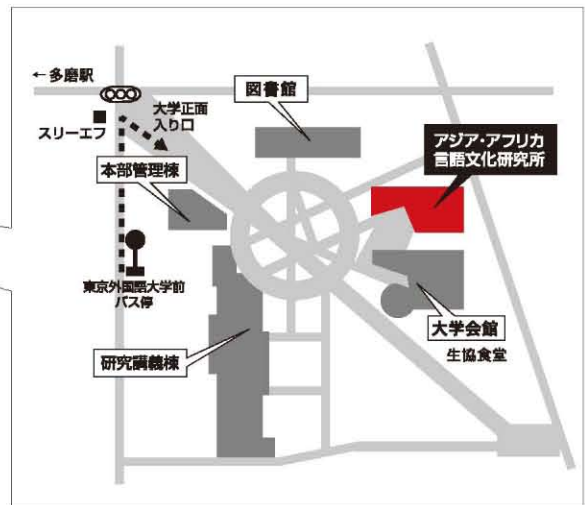 ←多磨駅
図書館
大学正面
入り口
スリーエフ
アジア・アフリカ
言語文化研究所
本部管理棟
東京外国語大学前
バス停
大学会館
生協食堂
研究講義棟